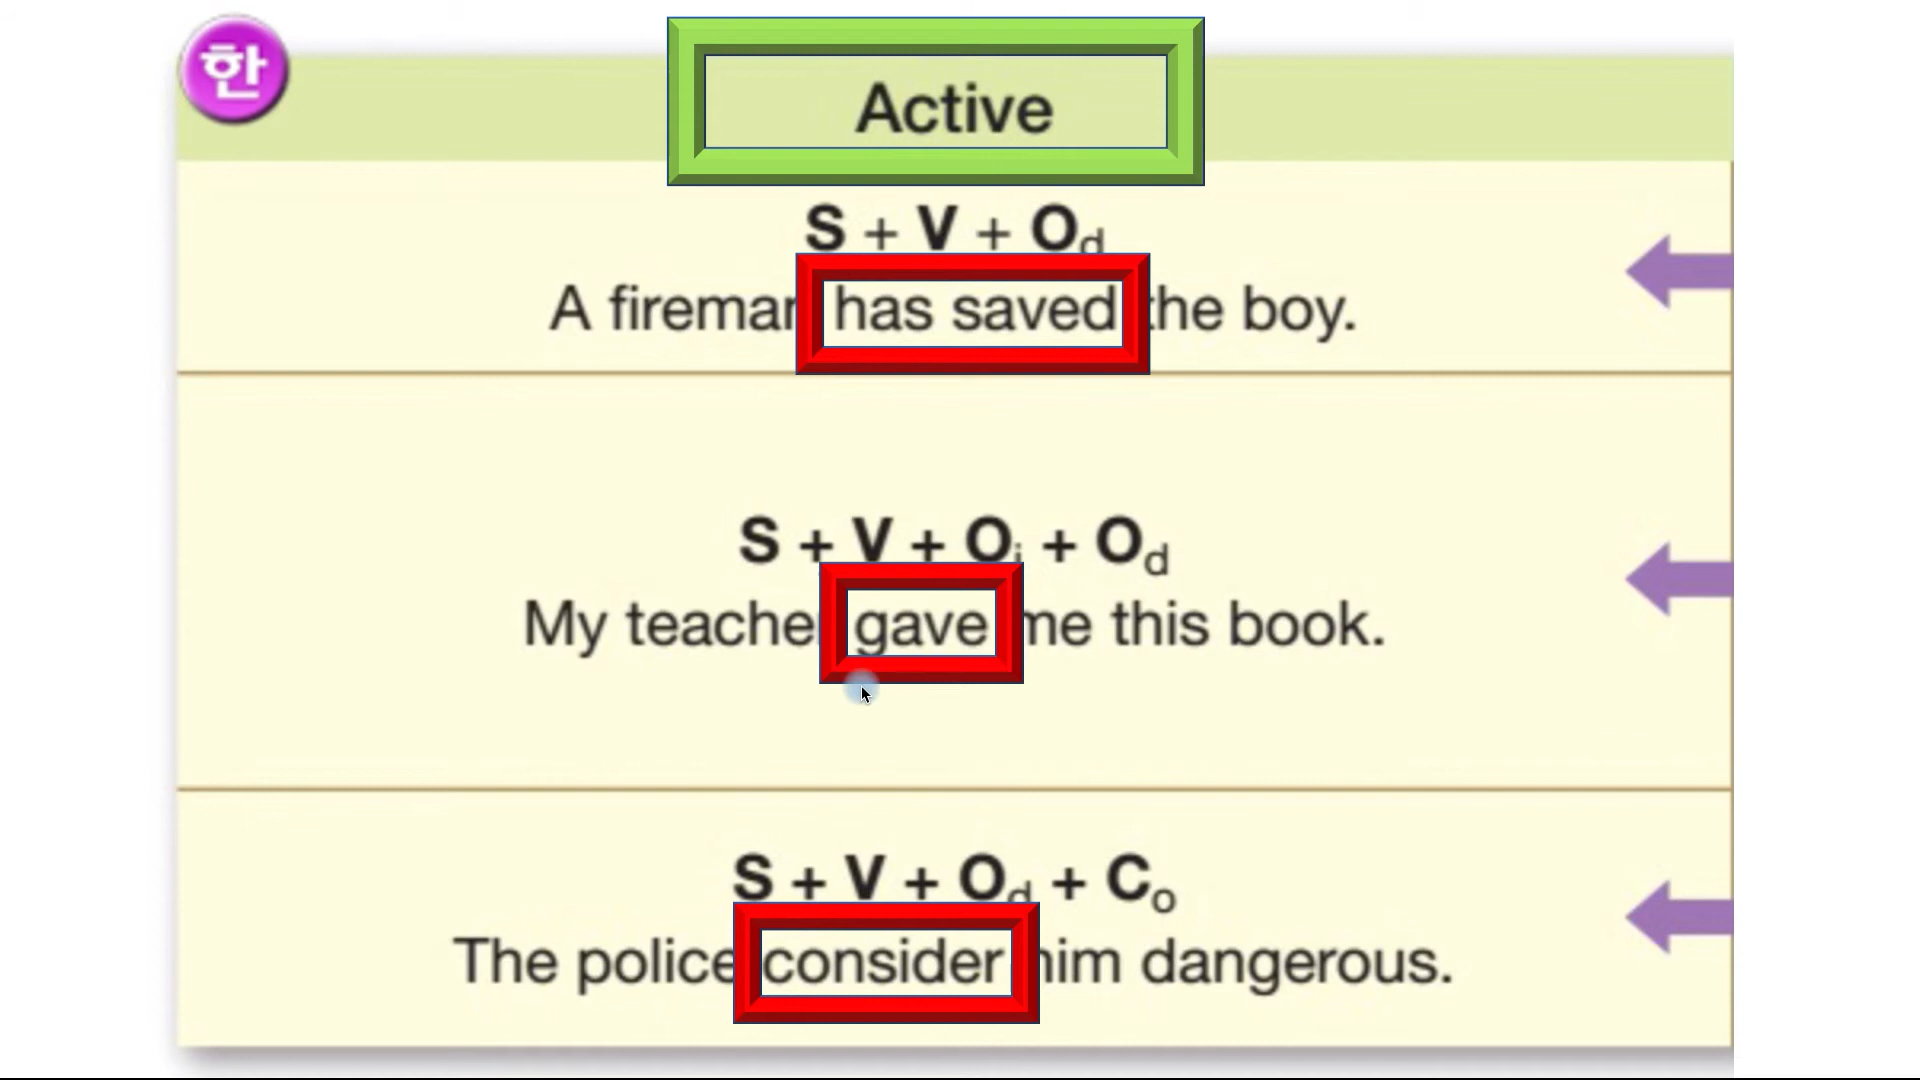 한
Active
S + V + Od
A fireman has saved the boy.
S + V + Oi + Od
My teacher gave me this book.
S + V + Od + Co
The police consider him dangerous.